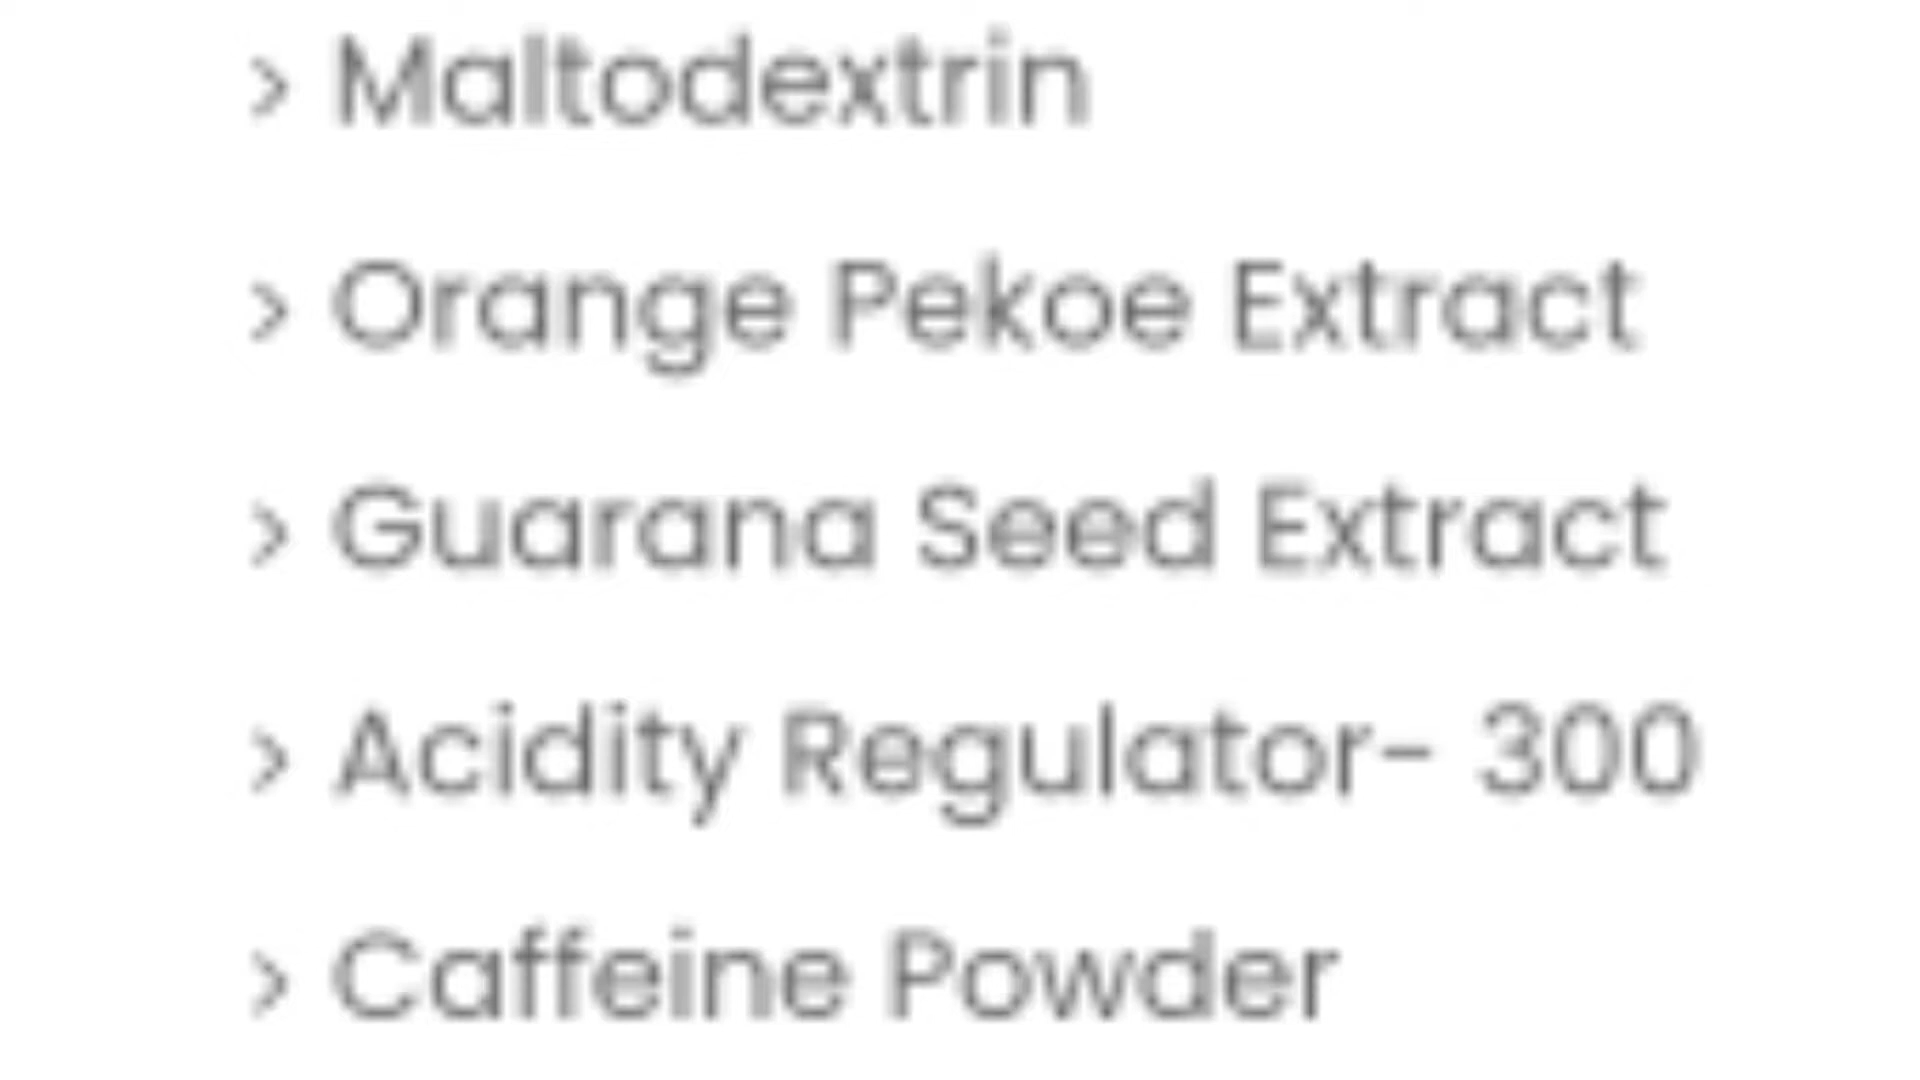 › Maltodextrin
› Orange Pekoe Extract
› Guarana Seed Extract
› Acidity Regulator- 300
› Caffeine Powder